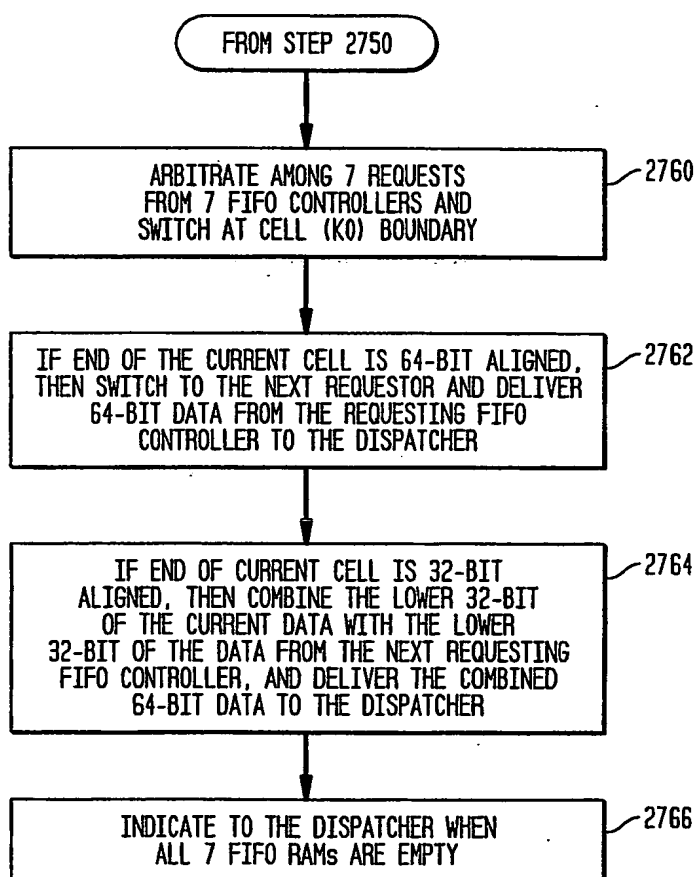 FROM STEP 2750
ARBITRATE AMONG 7 REQUESTS
FROM 7 FIFO CONTROLLERS AND
SWITCH AT CELL (K0) BOUNDARY
2760
IF END OF THE CURRENT CELL IS 64-BIT ALIGNED,
THEN SWITCH TO THE NEXT REQUESTOR AND DELIVER
64-BIT DATA FROM THE REQUESTING FIFO
CONTROLLER TO THE DISPATCHER
2762
IF END OF CURRENT CELL IS 32-BIT
ALIGNED, THEN COMBINE THE LOWER 32-BIT
OF THE CURRENT DATA WITH THE LOWER
32-BIT OF THE DATA FROM THE NEXT REQUESTING
FIFO CONTROLLER, AND DELIVER THE COMBINED
64-BIT DATA TO THE DISPATCHER
2764
INDICATE TO THE DISPATCHER WHEN
ALL 7 FIFO RAMs ARE EMPTY
2766